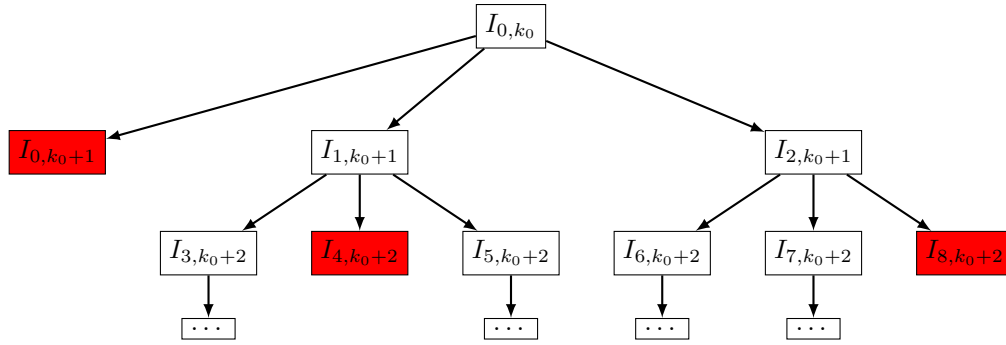 I_{0,k_0}
I_{0,k_0+1} I_{1,k_0+1} I_{2,k_0+1}
I_{3,k_0+2} I_{4,k_0+2} I_{5,k_0+2} I_{6,k_0+2} I_{7,k_0+2} I_{8,k_0+2}
··· ··· ··· ···